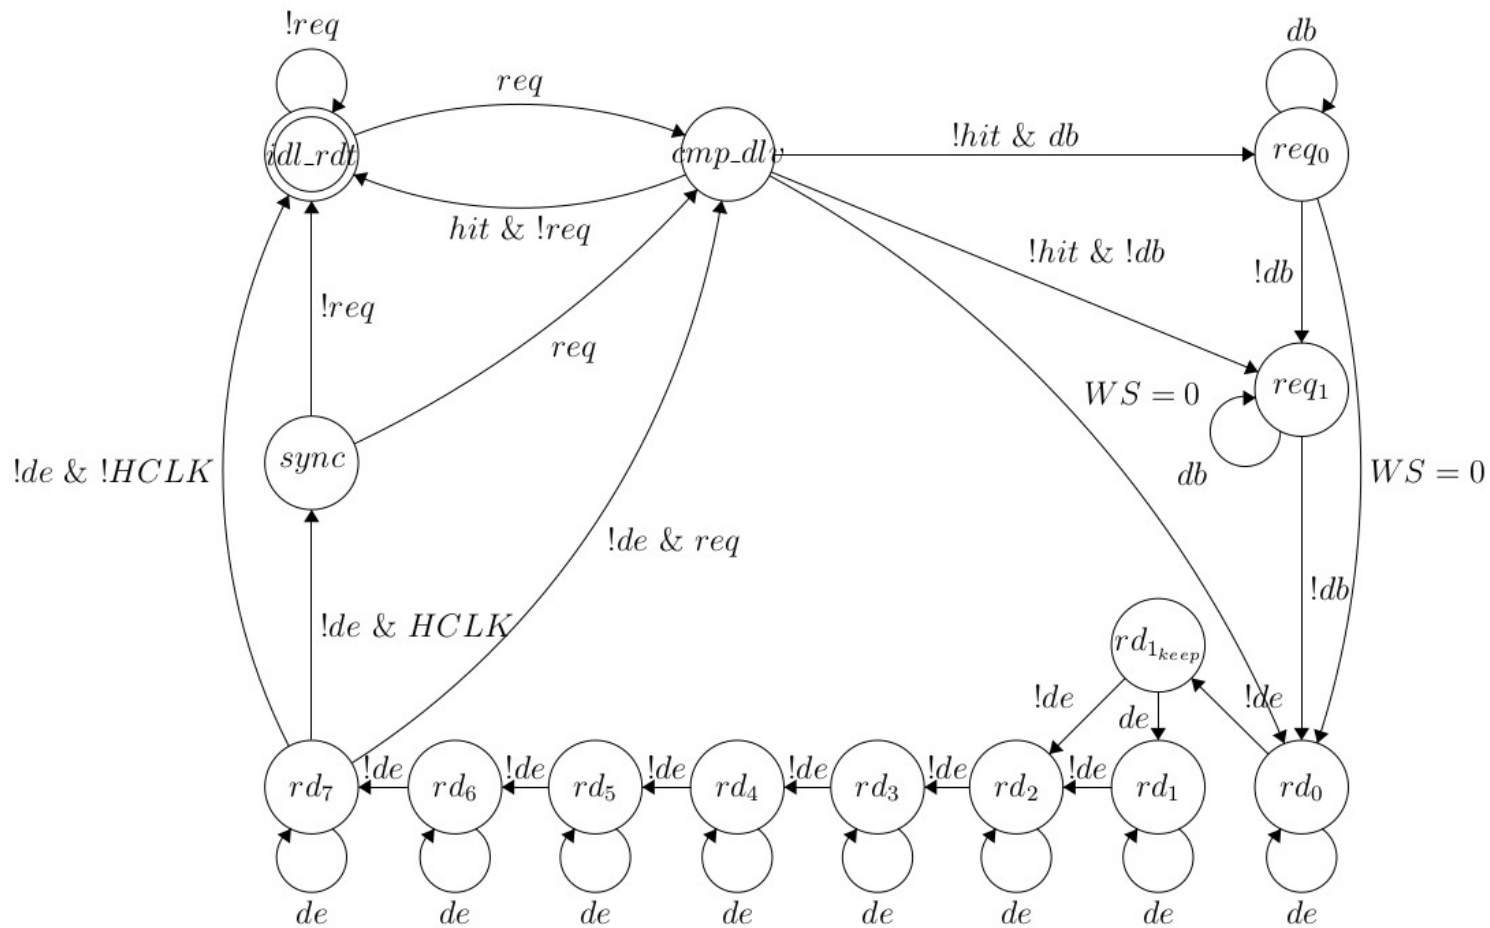 !req
db
req
idl_rdt
cmp_dlv
!hit & db
req₀
hit & !req
!hit & !db
!db
!req
req
WS = 0
req₁
sync
db
!de & !HCLK
WS = 0
!de & req
!db
!de & HCLK
rd₁ₖₑₑₚ
!de
!de
de
!de
!de
!de
!de
!de
!de
rd₇
rd₆
rd₅
rd₄
rd₃
rd₂
rd₁
rd₀
de
de
de
de
de
de
de
de